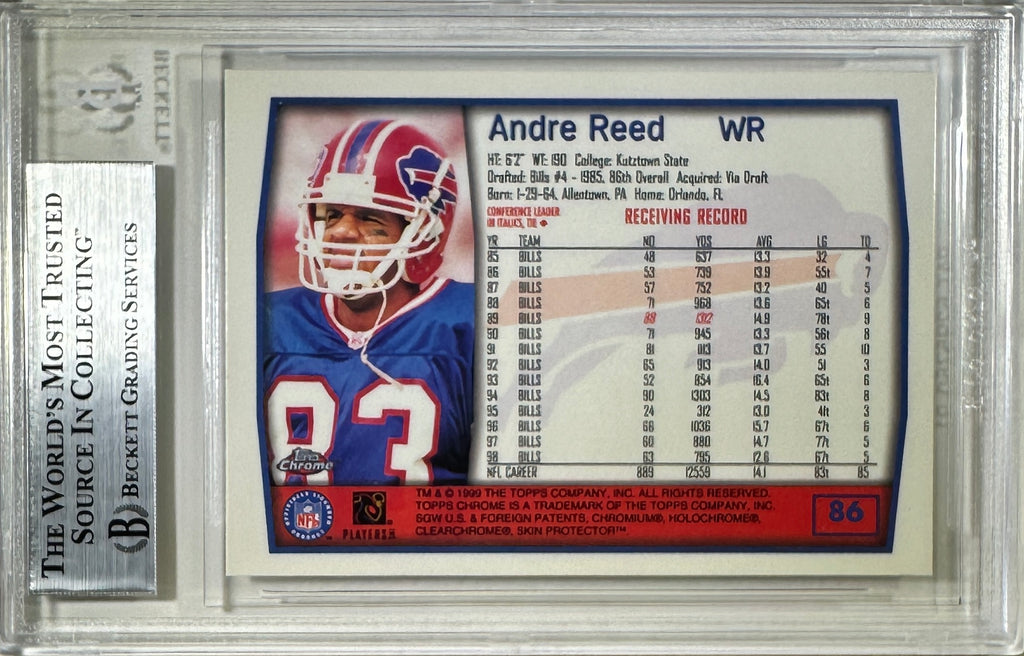 THE WORLD'S MOST TRUSTED
SOURCE IN COLLECTING™
BECKETT GRADING SERVICES
B
BECKETT
Andre Reed WR
HT: 6'2" WT: 190 College: Kutztown State
Drafted: Bills #4 - 1985, 86th Overall Acquired: Via Draft
Born: 1-29-64, Allentown, PA Home: Orlando, FL
CONFERENCE LEADER
IN ITALICS, TIE ◆
RECEIVING RECORD
YR TEAM NO YDS AVG LG TD
85 BILLS 48 637 13.3 32 4
86 BILLS 53 739 13.9 55t 7
87 BILLS 57 752 13.2 40 5
88 BILLS 71 968 13.6 65t 6
89 BILLS 88 1312 14.9 78t 9
90 BILLS 71 945 13.3 56t 8
91 BILLS 81 1113 13.7 55 10
92 BILLS 65 913 14.0 51 3
93 BILLS 52 854 16.4 65t 6
94 BILLS 90 1303 14.5 83t 8
95 BILLS 24 312 13.0 41t 3
96 BILLS 66 1036 15.7 67t 6
97 BILLS 60 880 14.7 77t 5
98 BILLS 63 795 12.6 67t 5
NFL CAREER 889 12559 14.1 83t 85
83
Topps
Chrome
NFL
PLAYERS
TM & © 1999 THE TOPPS COMPANY, INC. ALL RIGHTS RESERVED.
TOPPS CHROME IS A TRADEMARK OF THE TOPPS COMPANY, INC.
SGW U.S. & FOREIGN PATENTS, CHROMIUM®, HOLOCHROME®,
CLEARCHROME®, SKIN PROTECTOR™.
86